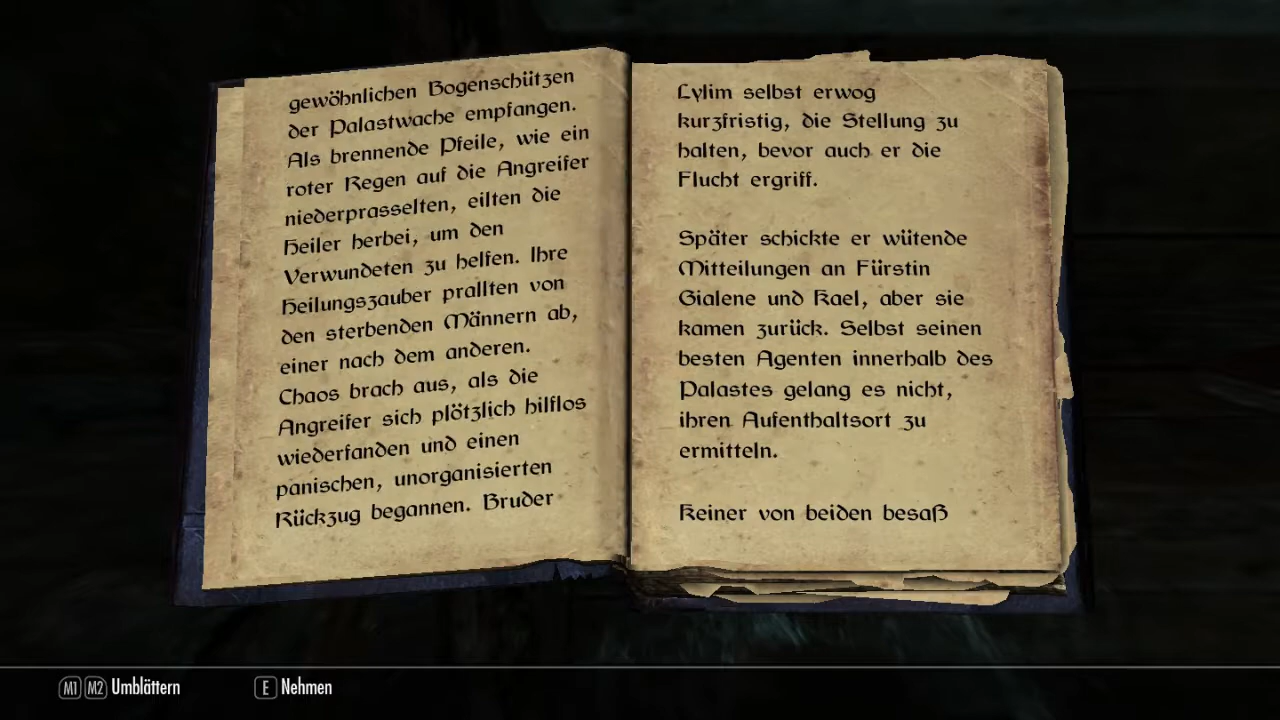 gewöhnlichen Bogenschützen
der Palastwache empfangen.
Als brennende Pfeile, wie ein
roter Regen auf die Angreifer
niederprasselten, eilten die
Heiler herbei, um den
Verwundeten zu helfen. Ihre
Heilungszauber prallten von
den sterbenden Männern ab,
einer nach dem anderen.
Chaos brach aus, als die
Angreifer sich plötzlich hilflos
wiederfanden und einen
panischen, unorganisierten
Rückzug begannen. Bruder
Lylim selbst erwog
kurzfristig, die Stellung zu
halten, bevor auch er die
Flucht ergriff.
Später schickte er wütende
Mitteilungen an Fürstin
Gialene und Kael, aber sie
kamen zurück. Selbst seinen
besten Agenten innerhalb des
Palastes gelang es nicht,
ihren Aufenthaltsort zu
ermitteln.
Keiner von beiden besaß
M1 M2 Umblättern E Nehmen